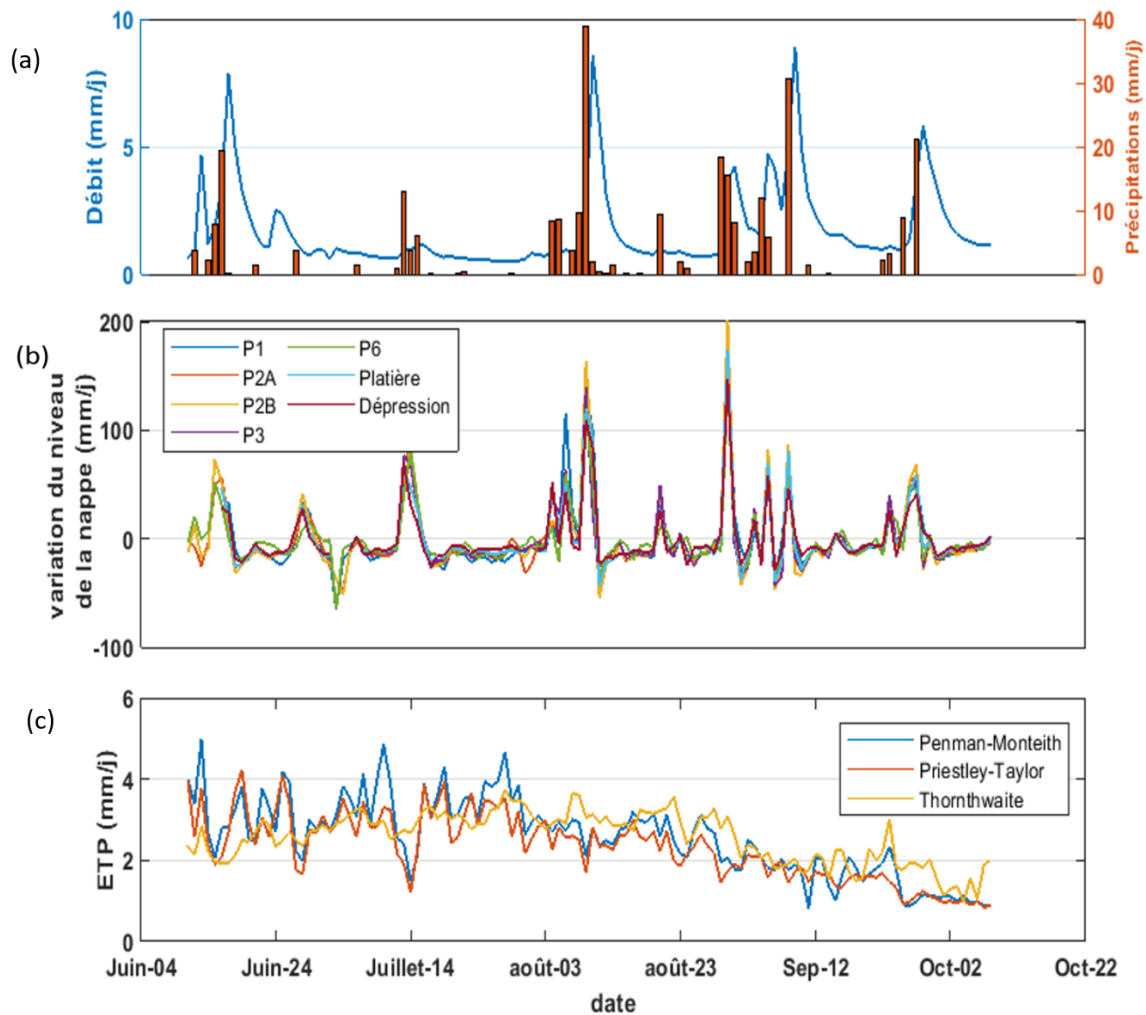 (a)
10
5
0
Débit (mm/j)
40
30
20
10
0
Précipitations (mm/j)
(b)
200
100
0
-100
variation du niveau
de la nappe (mm/j)
P1
P2A
P2B
P3
P6
Platière
Dépression
(c)
6
4
2
0
ETP (mm/j)
Penman-Monteith
Priestley-Taylor
Thornthwaite
Juin-04
Juin-24
Juillet-14
août-03
août-23
Sep-12
Oct-02
Oct-22
date